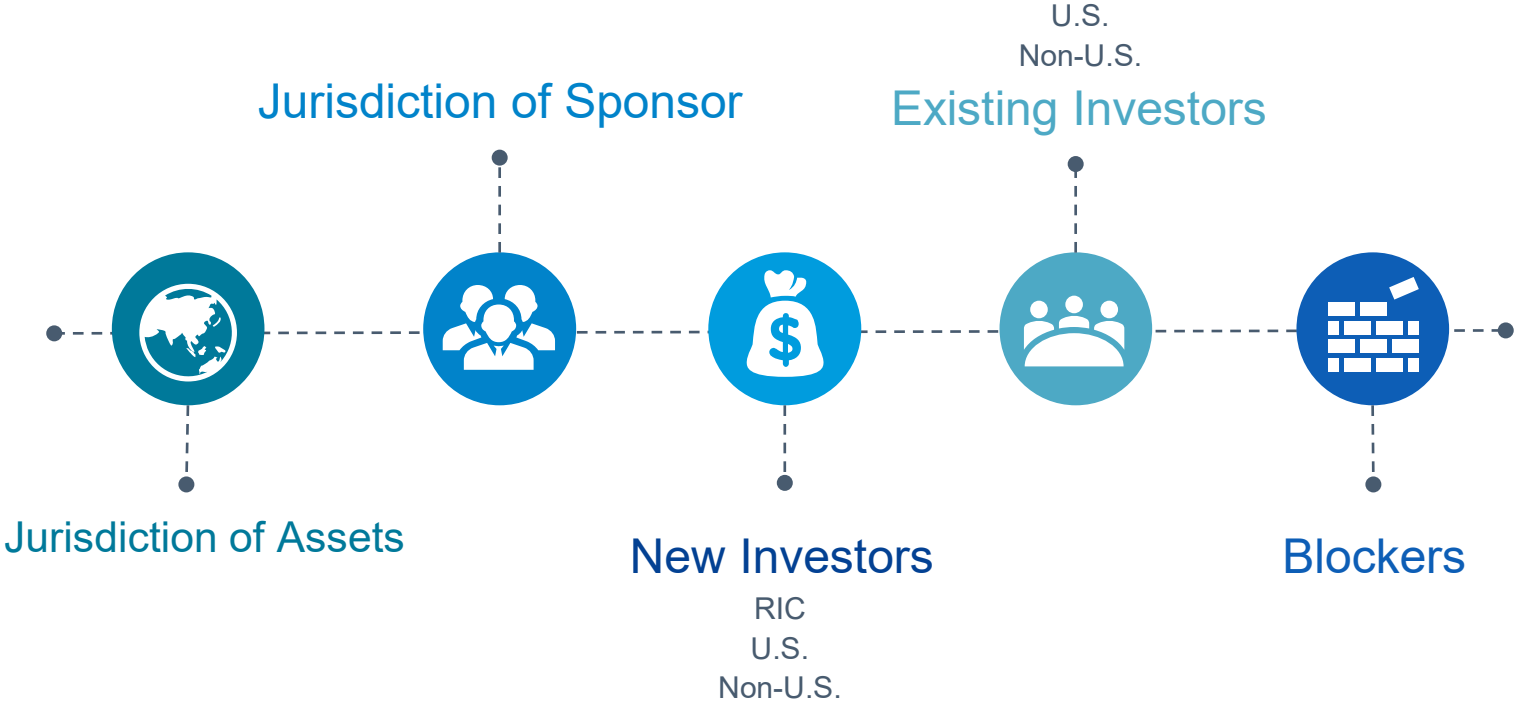 U.S.
Non-U.S.
Jurisdiction of Sponsor
Existing Investors
$
Jurisdiction of Assets
New Investors
Blockers
RIC
U.S.
Non-U.S.